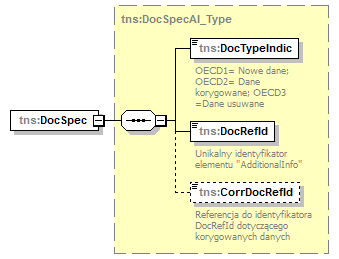 tns:DocSpecAI_Type
tns:DocTypeIndic
OECD1= Nowe dane;
OECD2= Dane
korygowane; OECD3
=Dane usuwane
tns:DocSpec
tns:DocRefId
Unikalny identyfikator
elementu "AdditionalInfo"
tns:CorrDocRefId
Referencja do identyfikatora
DocRefId dotyczącego
korygowanych danych